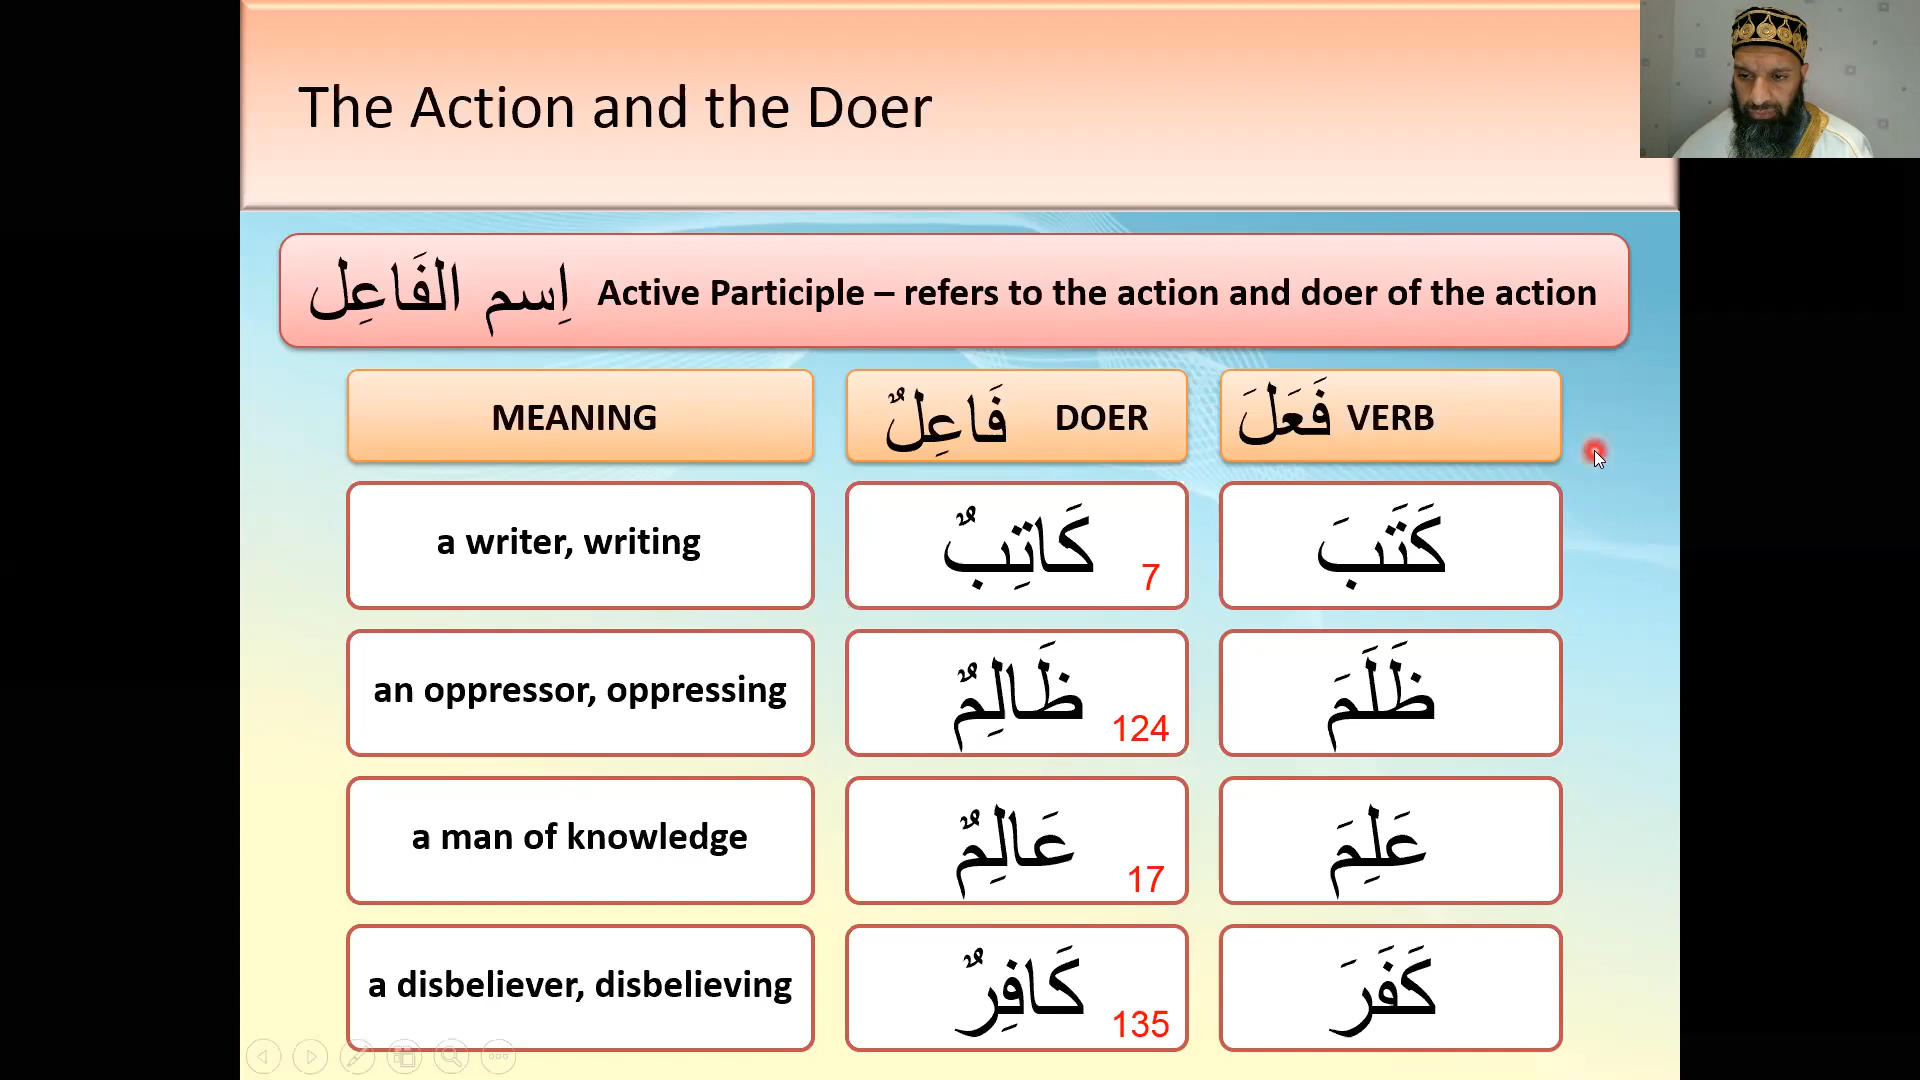 The Action and the Doer
اِسم الفَاعِل Active Participle – refers to the action and doer of the action
MEANING
فَاعِلٌ DOER
فَعَلَ VERB
a writer, writing
كَاتِبٌ 7
كَتَبَ
an oppressor, oppressing
ظَالِمٌ 124
ظَلَمَ
a man of knowledge
عَالِمٌ 17
عَلِمَ
a disbeliever, disbelieving
كَافِرٌ 135
كَفَرَ